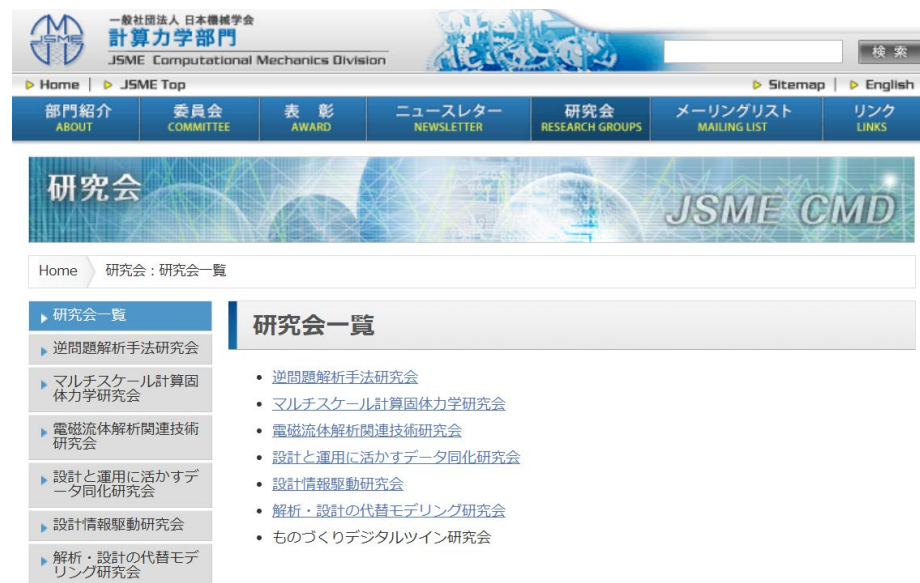 JSME
一般社団法人 日本機械学会
計算力学部門
JSME Computational Mechanics Division
検 索
Home | JSME Top
Sitemap | English
部門紹介
ABOUT
委員会
COMMITTEE
表 彰
AWARD
ニュースレター
NEWSLETTER
研究会
RESEARCH GROUPS
メーリングリスト
MAILING LIST
リンク
LINKS
研究会
JSME CMD
Home 研究会：研究会一覧
研究会一覧
逆問題解析手法研究会
マルチスケール計算固
体力学研究会
電磁流体解析関連技術
研究会
設計と運用に活かすデ
ータ同化研究会
設計情報駆動研究会
解析・設計の代替モデ
リング研究会
研究会一覧
• 逆問題解析手法研究会
• マルチスケール計算固体力学研究会
• 電磁流体解析関連技術研究会
• 設計と運用に活かすデータ同化研究会
• 設計情報駆動研究会
• 解析・設計の代替モデリング研究会
• ものづくりデジタルツイン研究会